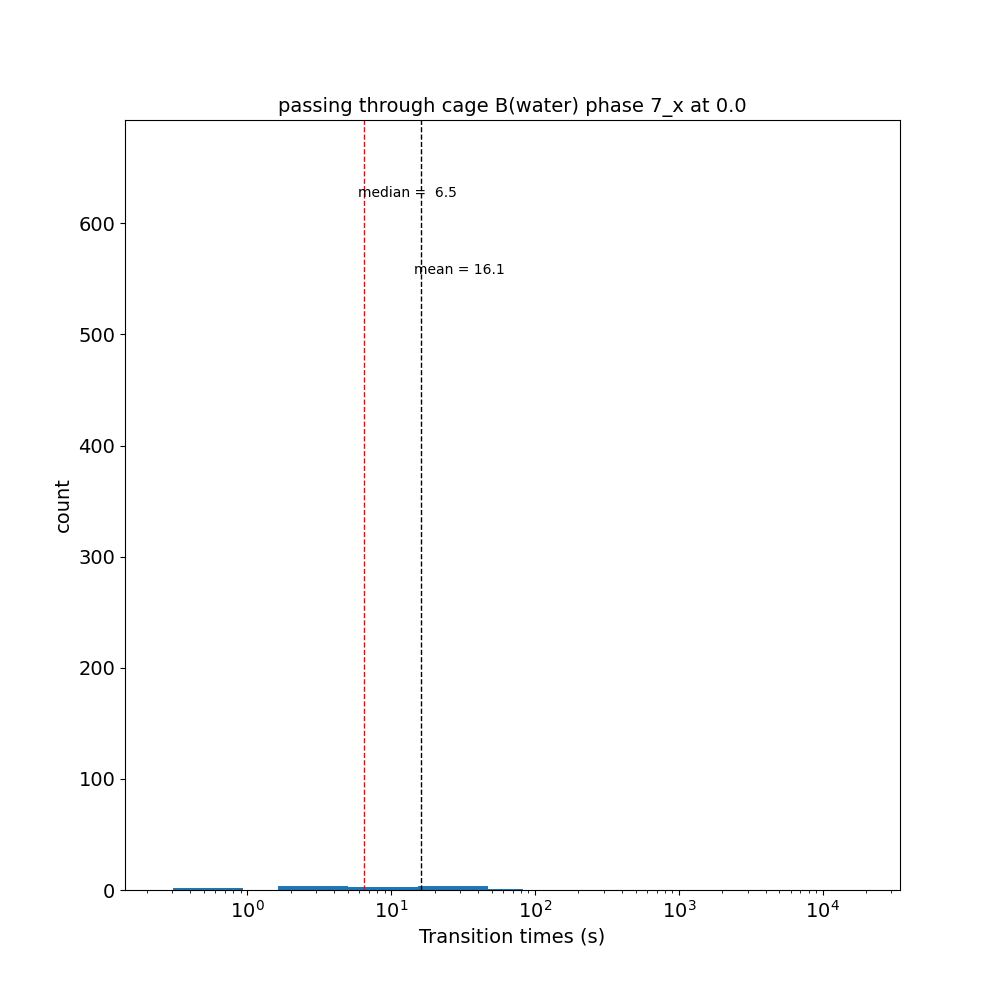 passing through cage B(water) phase 7_x at 0.0
median =  6.5
mean = 16.1
600
500
400
300
200
100
0
count
10^0
10^1
10^2
10^3
10^4
Transition times (s)